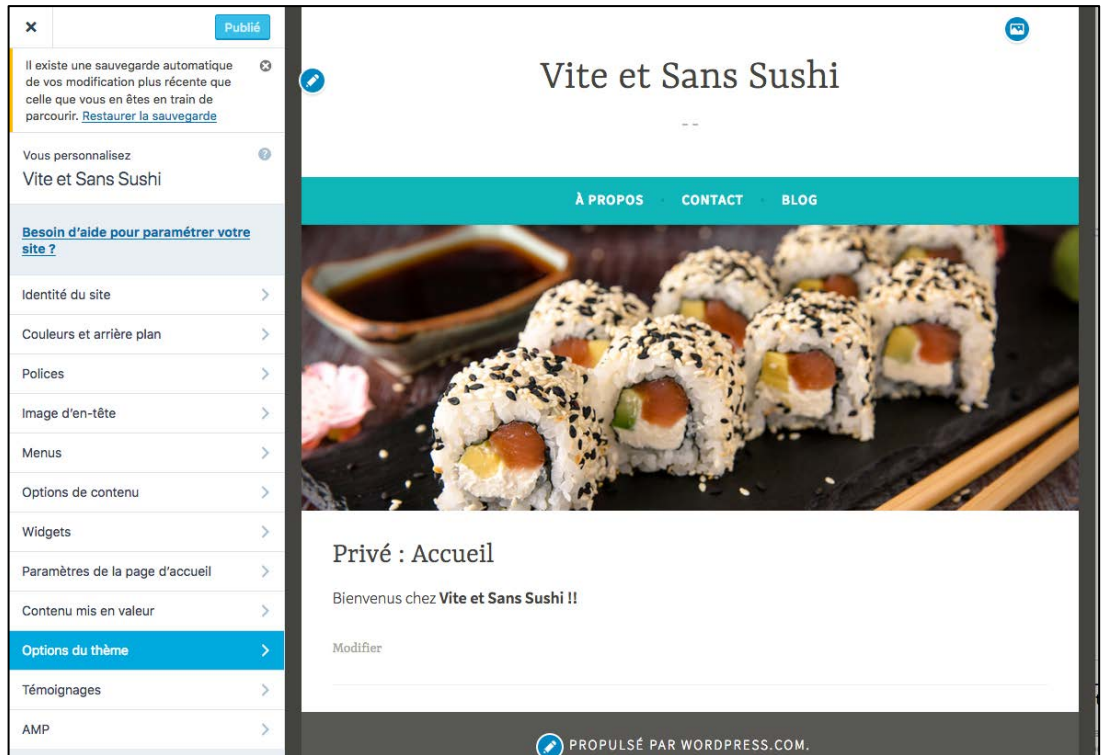 Publié
Il existe une sauvegarde automatique
de vos modification plus récente que
celle que vous en êtes en train de
parcourir. Restaurer la sauvegarde
Vous personnalisez
Vite et Sans Sushi
Besoin d'aide pour paramétrer votre
site ?
Identité du site
Couleurs et arrière plan
Polices
Image d'en-tête
Menus
Options de contenu
Widgets
Paramètres de la page d'accueil
Contenu mis en valeur
Options du thème
Témoignages
AMP
Vite et Sans Sushi
--
À PROPOS
CONTACT
BLOG
Privé : Accueil
Bienvenus chez Vite et Sans Sushi !!
Modifier
PROPULSÉ PAR WORDPRESS.COM.